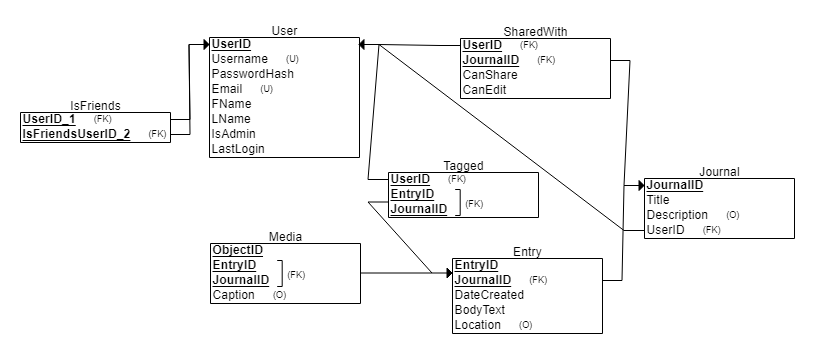 User
UserID
Username (U)
PasswordHash
Email (U)
FName
LName
IsAdmin
LastLogin
SharedWith
UserID (FK)
JournalID (FK)
CanShare
CanEdit
IsFriends
UserID_1 (FK)
IsFriendsUserID_2 (FK)
Tagged
UserID (FK)
EntryID
JournalID (FK)
Journal
JournalID
Title
Description (O)
UserID (FK)
Media
ObjectID
EntryID
JournalID (FK)
Caption (O)
Entry
EntryID
JournalID (FK)
DateCreated
BodyText
Location (O)